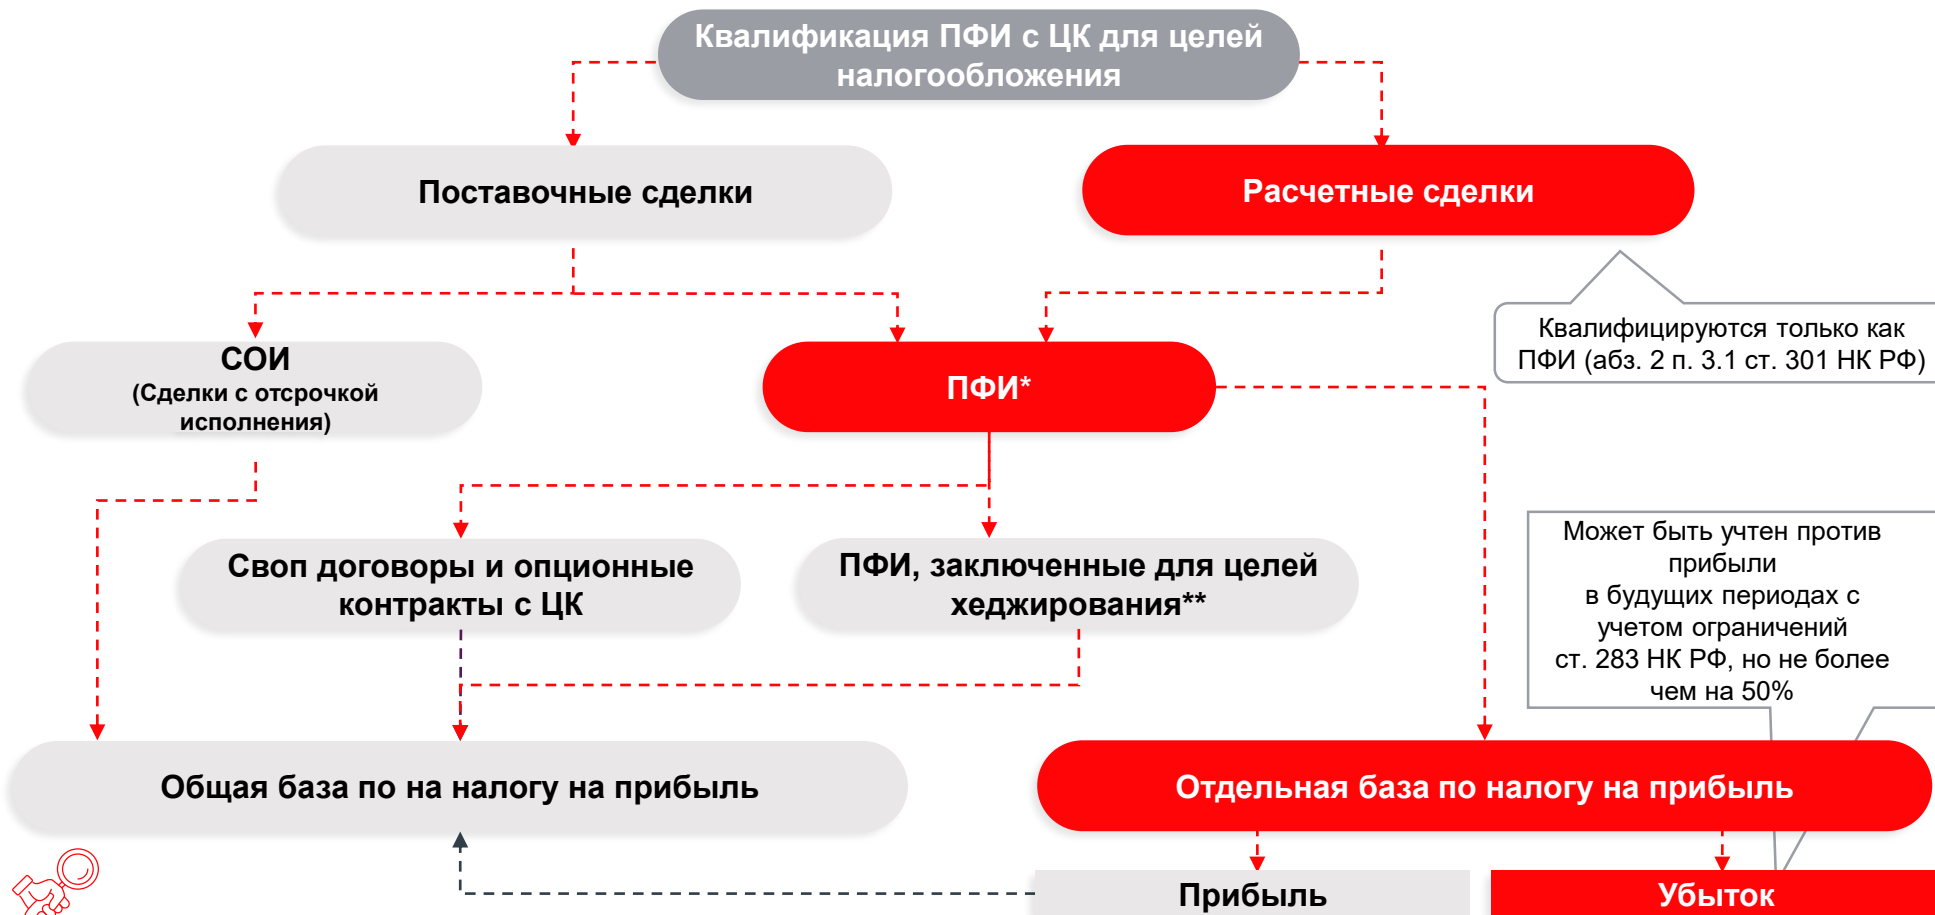 Квалификация ПФИ с ЦК для целей
налогообложения
Поставочные сделки
Расчетные сделки
Квалифицируются только как
ПФИ (абз. 2 п. 3.1 ст. 301 НК РФ)
СОИ
(Сделки с отсрочкой
исполнения)
ПФИ*
Своп договоры и опционные
контракты с ЦК
ПФИ, заключенные для целей
хеджирования**
Может быть учтен против
прибыли
в будущих периодах с
учетом ограничений
ст. 283 НК РФ, но не более
чем на 50%
Общая база по на налогу на прибыль
Отдельная база по налогу на прибыль
Прибыль
Убыток